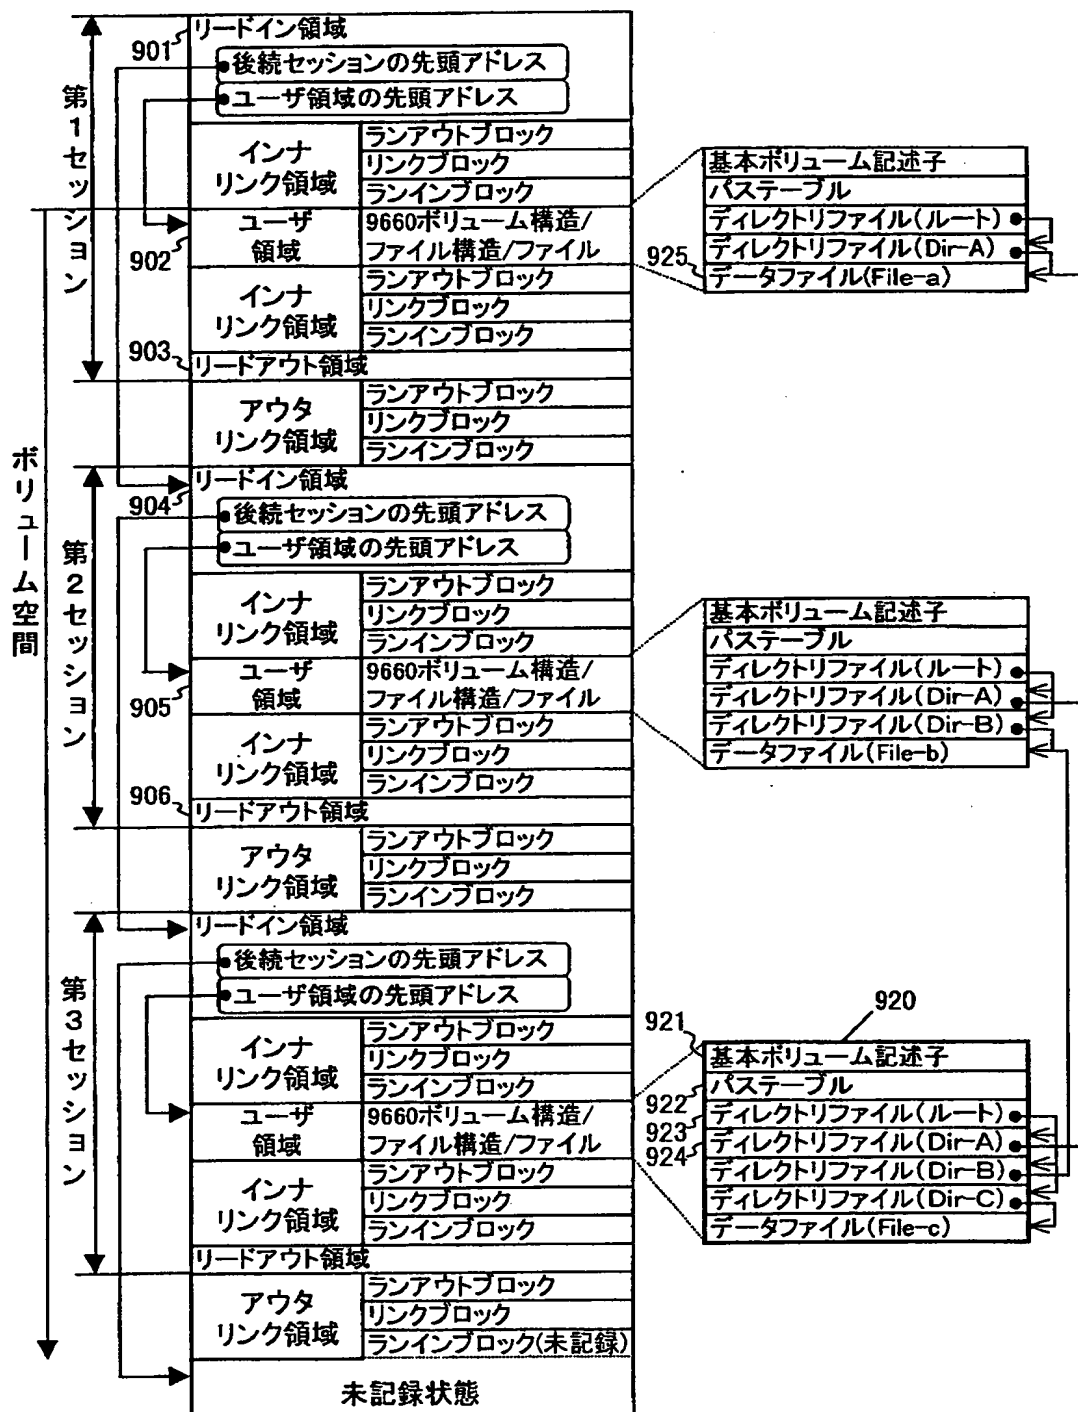 ボリューム空間
第1セッション
901
リードイン領域
後続セッションの先頭アドレス
ユーザ領域の先頭アドレス
インナ
リンク領域
ランアウトブロック
リンクブロック
ランインブロック
902
ユーザ
領域
9660ボリューム構造/
ファイル構造/ファイル
インナ
リンク領域
ランアウトブロック
リンクブロック
ランインブロック
903
リードアウト領域
アウタ
リンク領域
ランアウトブロック
リンクブロック
ランインブロック
基本ボリューム記述子
パステーブル
ディレクトリファイル(ルート)
ディレクトリファイル(Dir-A)
925
データファイル(File-a)
第2セッション
904
リードイン領域
後続セッションの先頭アドレス
ユーザ領域の先頭アドレス
インナ
リンク領域
ランアウトブロック
リンクブロック
ランインブロック
905
ユーザ
領域
9660ボリューム構造/
ファイル構造/ファイル
インナ
リンク領域
ランアウトブロック
リンクブロック
ランインブロック
906
リードアウト領域
アウタ
リンク領域
ランアウトブロック
リンクブロック
ランインブロック
基本ボリューム記述子
パステーブル
ディレクトリファイル(ルート)
ディレクトリファイル(Dir-A)
ディレクトリファイル(Dir-B)
データファイル(File-b)
第3セッション
リードイン領域
後続セッションの先頭アドレス
ユーザ領域の先頭アドレス
インナ
リンク領域
ランアウトブロック
リンクブロック
ランインブロック
ユーザ
領域
9660ボリューム構造/
ファイル構造/ファイル
インナ
リンク領域
ランアウトブロック
リンクブロック
ランインブロック
リードアウト領域
アウタ
リンク領域
ランアウトブロック
リンクブロック
ランインブロック(未記録)
未記録状態
920
921
基本ボリューム記述子
922
パステーブル
923
ディレクトリファイル(ルート)
924
ディレクトリファイル(Dir-A)
ディレクトリファイル(Dir-B)
ディレクトリファイル(Dir-C)
データファイル(File-c)